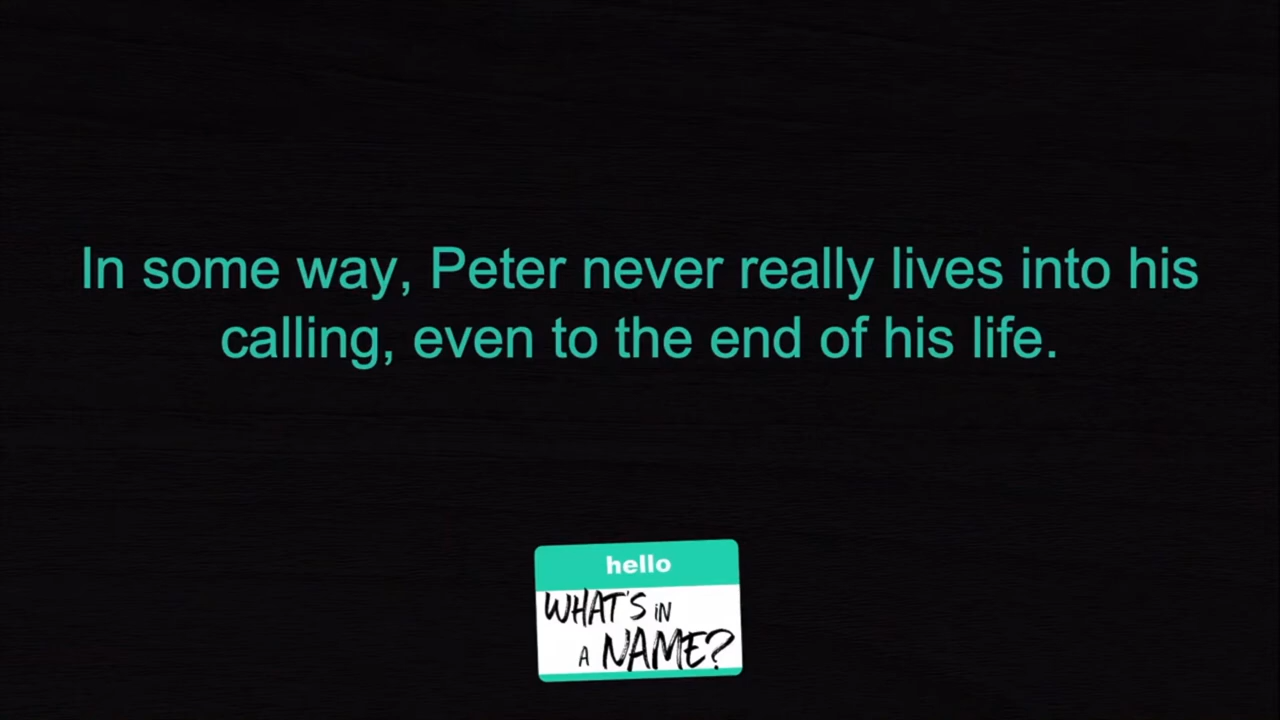 In some way, Peter never really lives into his
calling, even to the end of his life.
hello
WHAT'S iN
A NAME?